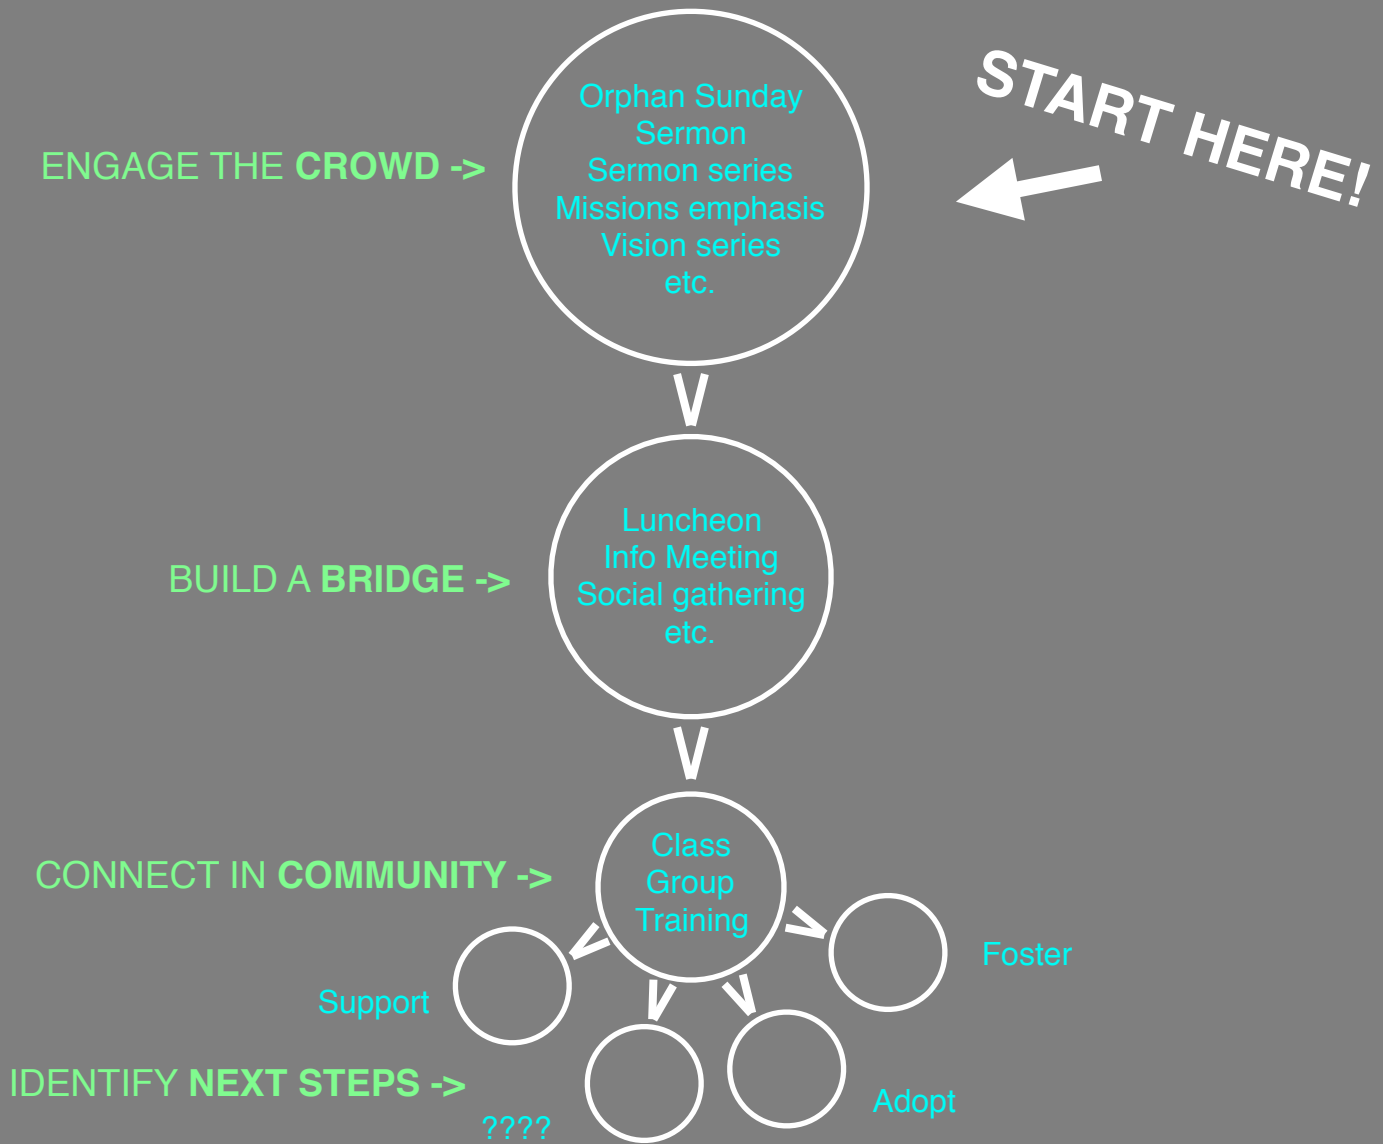 START HERE!
ENGAGE THE CROWD ->
Orphan Sunday
Sermon
Sermon series
Missions emphasis
Vision series
etc.
BUILD A BRIDGE ->
Luncheon
Info Meeting
Social gathering
etc.
CONNECT IN COMMUNITY ->
Class
Group
Training
Foster
Support
IDENTIFY NEXT STEPS ->
Adopt
????